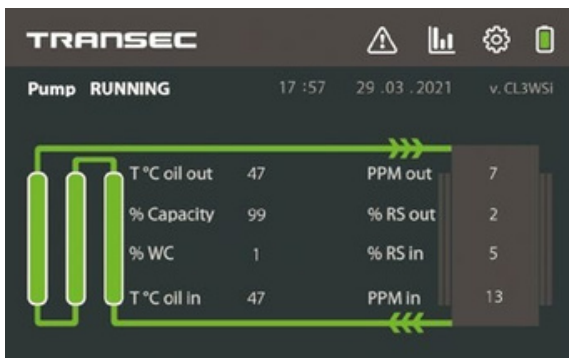 TRANSEC
Pump RUNNING 17 :57 29 .03 .2021 v. CL3WSi
T °C oil out 47 PPM out 7
% Capacity 99 % RS out 2
% WC 1 % RS in 5
T °C oil in 47 PPM in 13